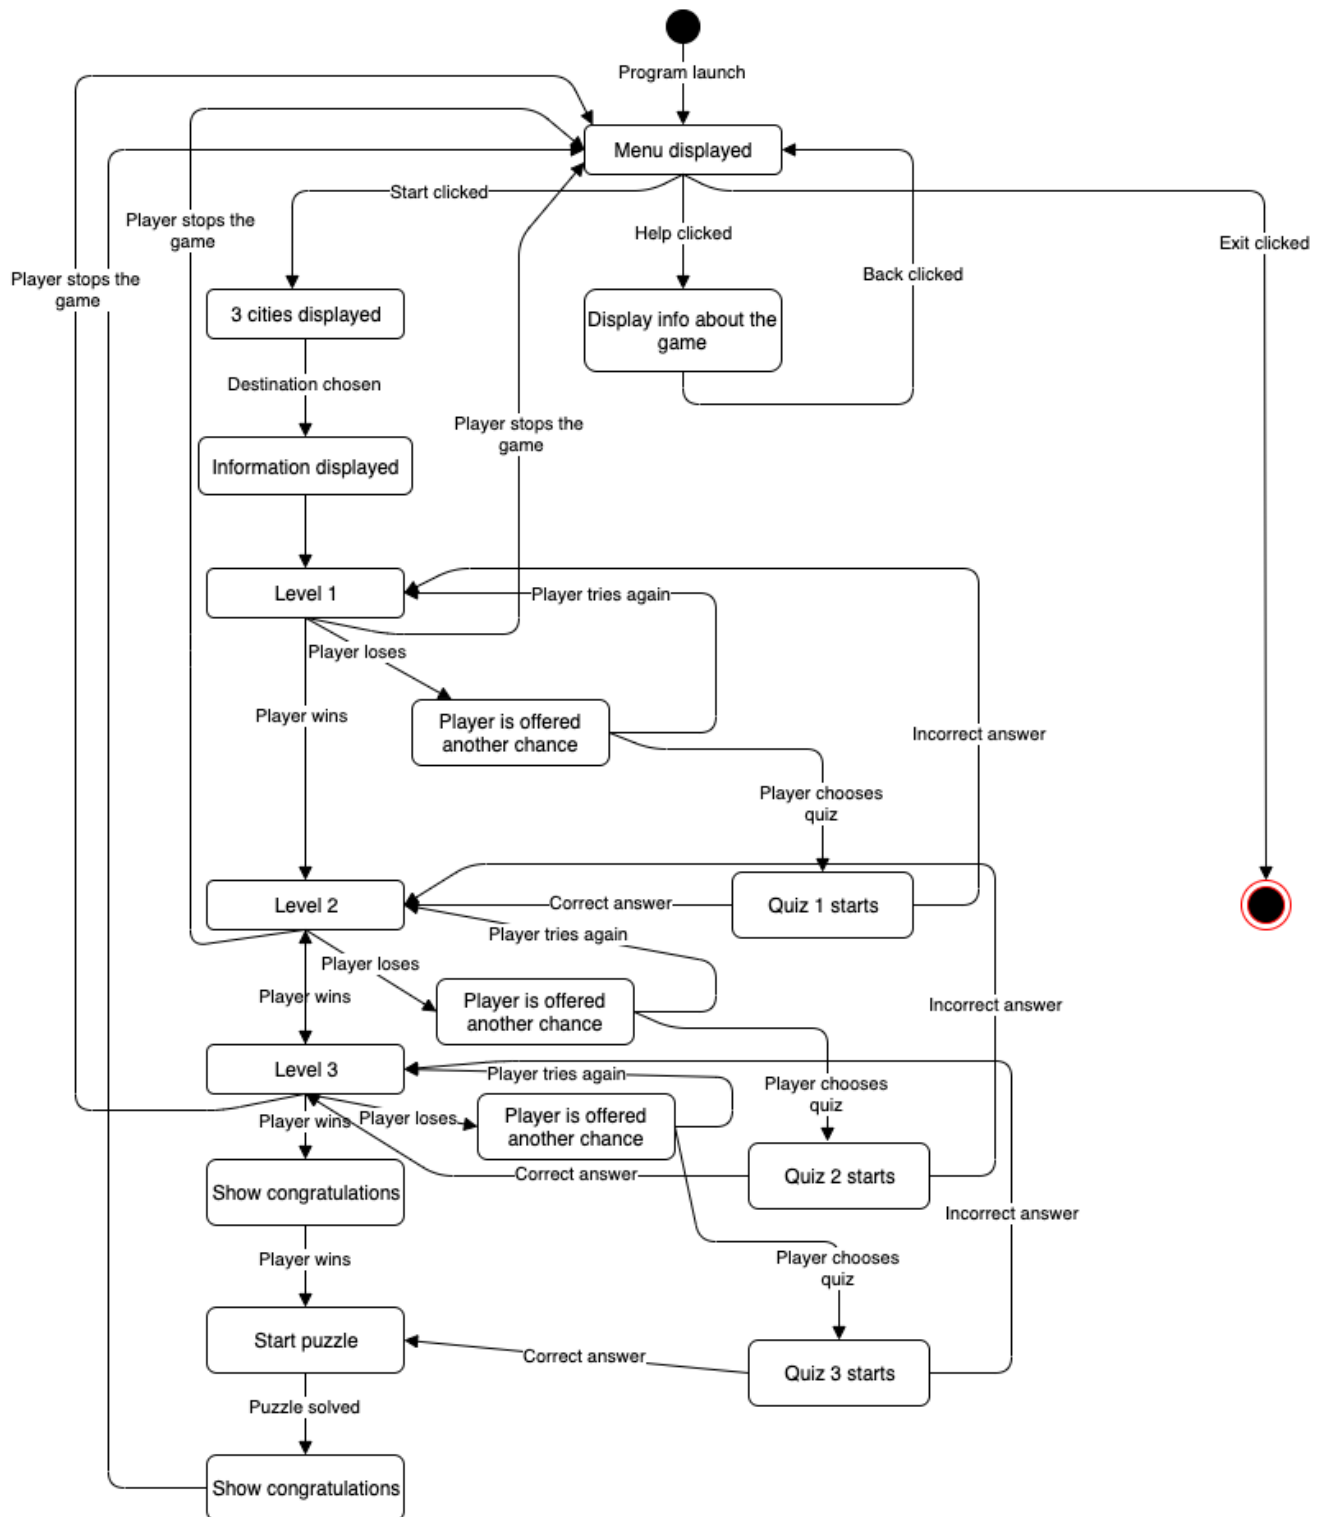 Program launch
Menu displayed
Start clicked
Player stops the
game
Help clicked
Exit clicked
Back clicked
Player stops the
game
3 cities displayed
Display info about the
game
Destination chosen
Player stops the
game
Information displayed
Level 1
Player tries again
Player loses
Player wins
Player is offered
another chance
Incorrect answer
Player chooses
quiz
Level 2
Correct answer
Quiz 1 starts
Player tries again
Player loses
Player wins
Player is offered
another chance
Incorrect answer
Level 3
Player tries again
Player chooses
quiz
Player wins
Player loses
Player is offered
another chance
Correct answer
Quiz 2 starts
Show congratulations
Incorrect answer
Player wins
Player chooses
quiz
Start puzzle
Correct answer
Quiz 3 starts
Puzzle solved
Show congratulations